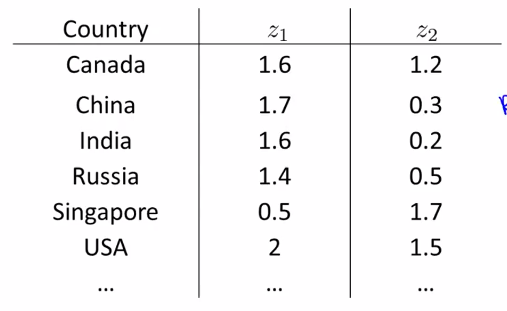 Country z₁ z₂
Canada 1.6 1.2
China 1.7 0.3
India 1.6 0.2
Russia 1.4 0.5
Singapore 0.5 1.7
USA 2 1.5
... ... ...